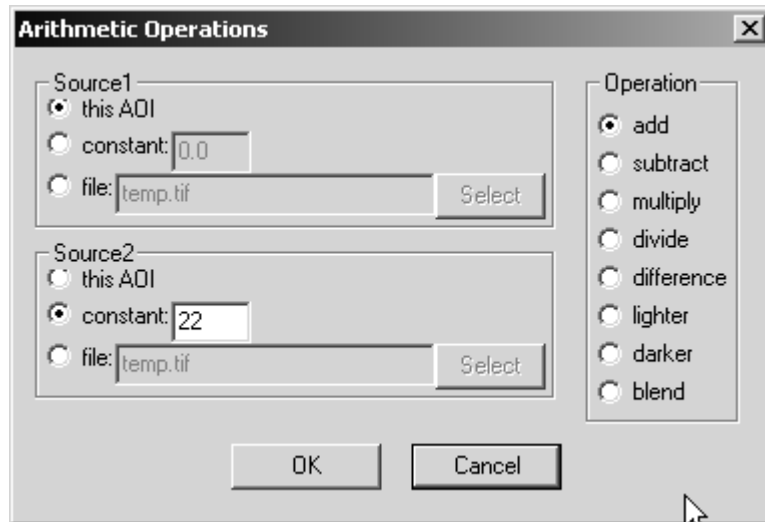 Arithmetic Operations
Source1
this AOI
constant: 0.0
file: temp.tif Select
Source2
this AOI
constant: 22
file: temp.tif Select
Operation
add
subtract
multiply
divide
difference
lighter
darker
blend
OK Cancel